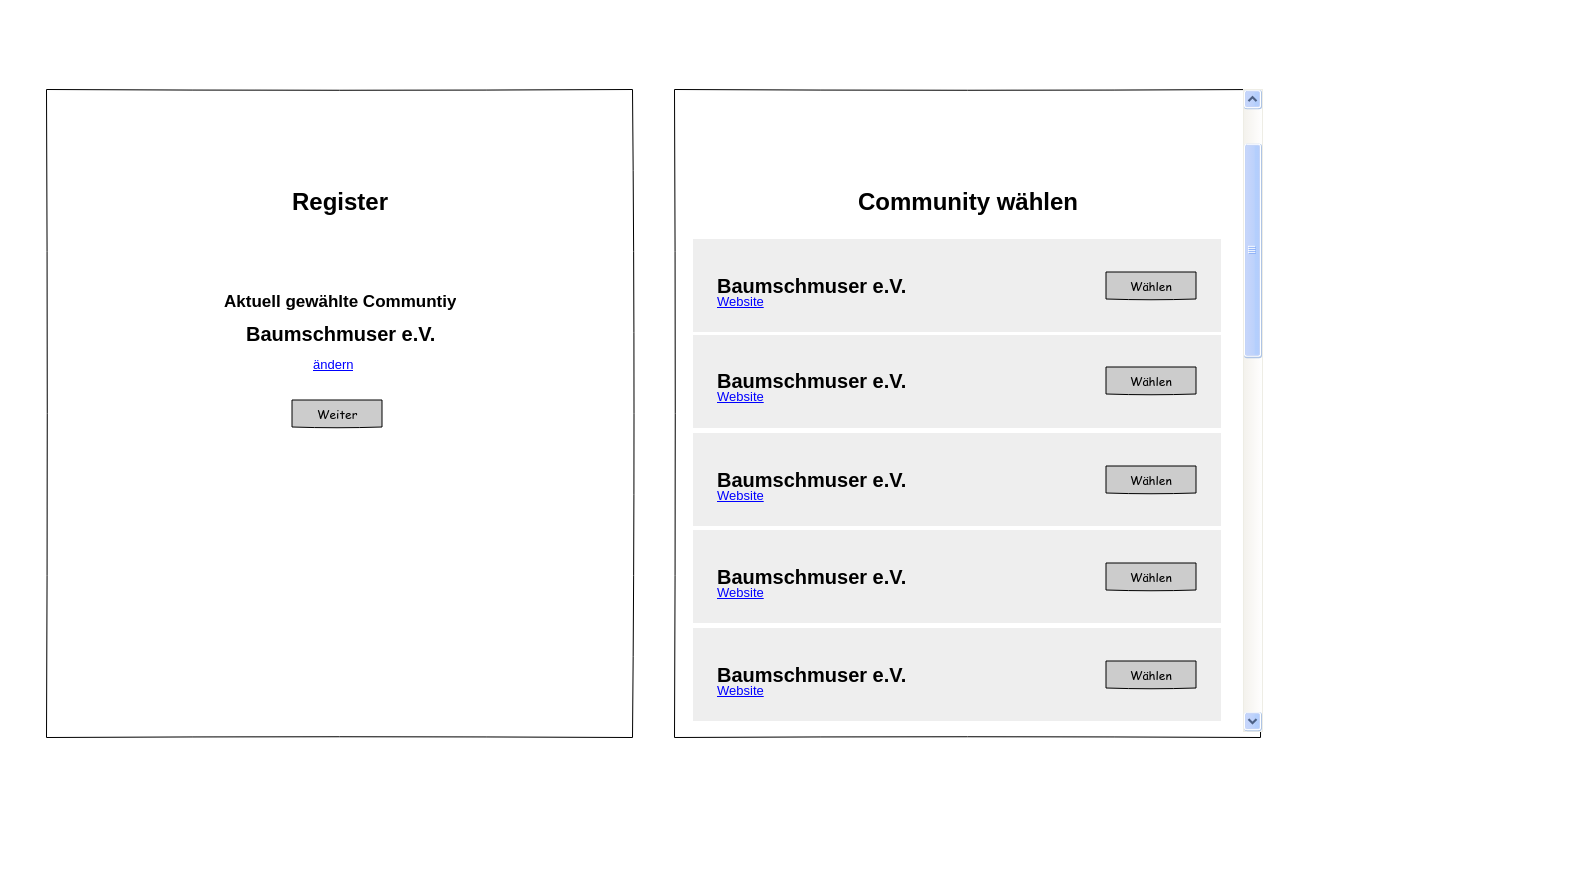 Register
Aktuell gewählte Communtiy
Baumschmuser e.V.
ändern
Weiter
Community wählen
Baumschmuser e.V.
Website
Wählen
Baumschmuser e.V.
Website
Wählen
Baumschmuser e.V.
Website
Wählen
Baumschmuser e.V.
Website
Wählen
Baumschmuser e.V.
Website
Wählen